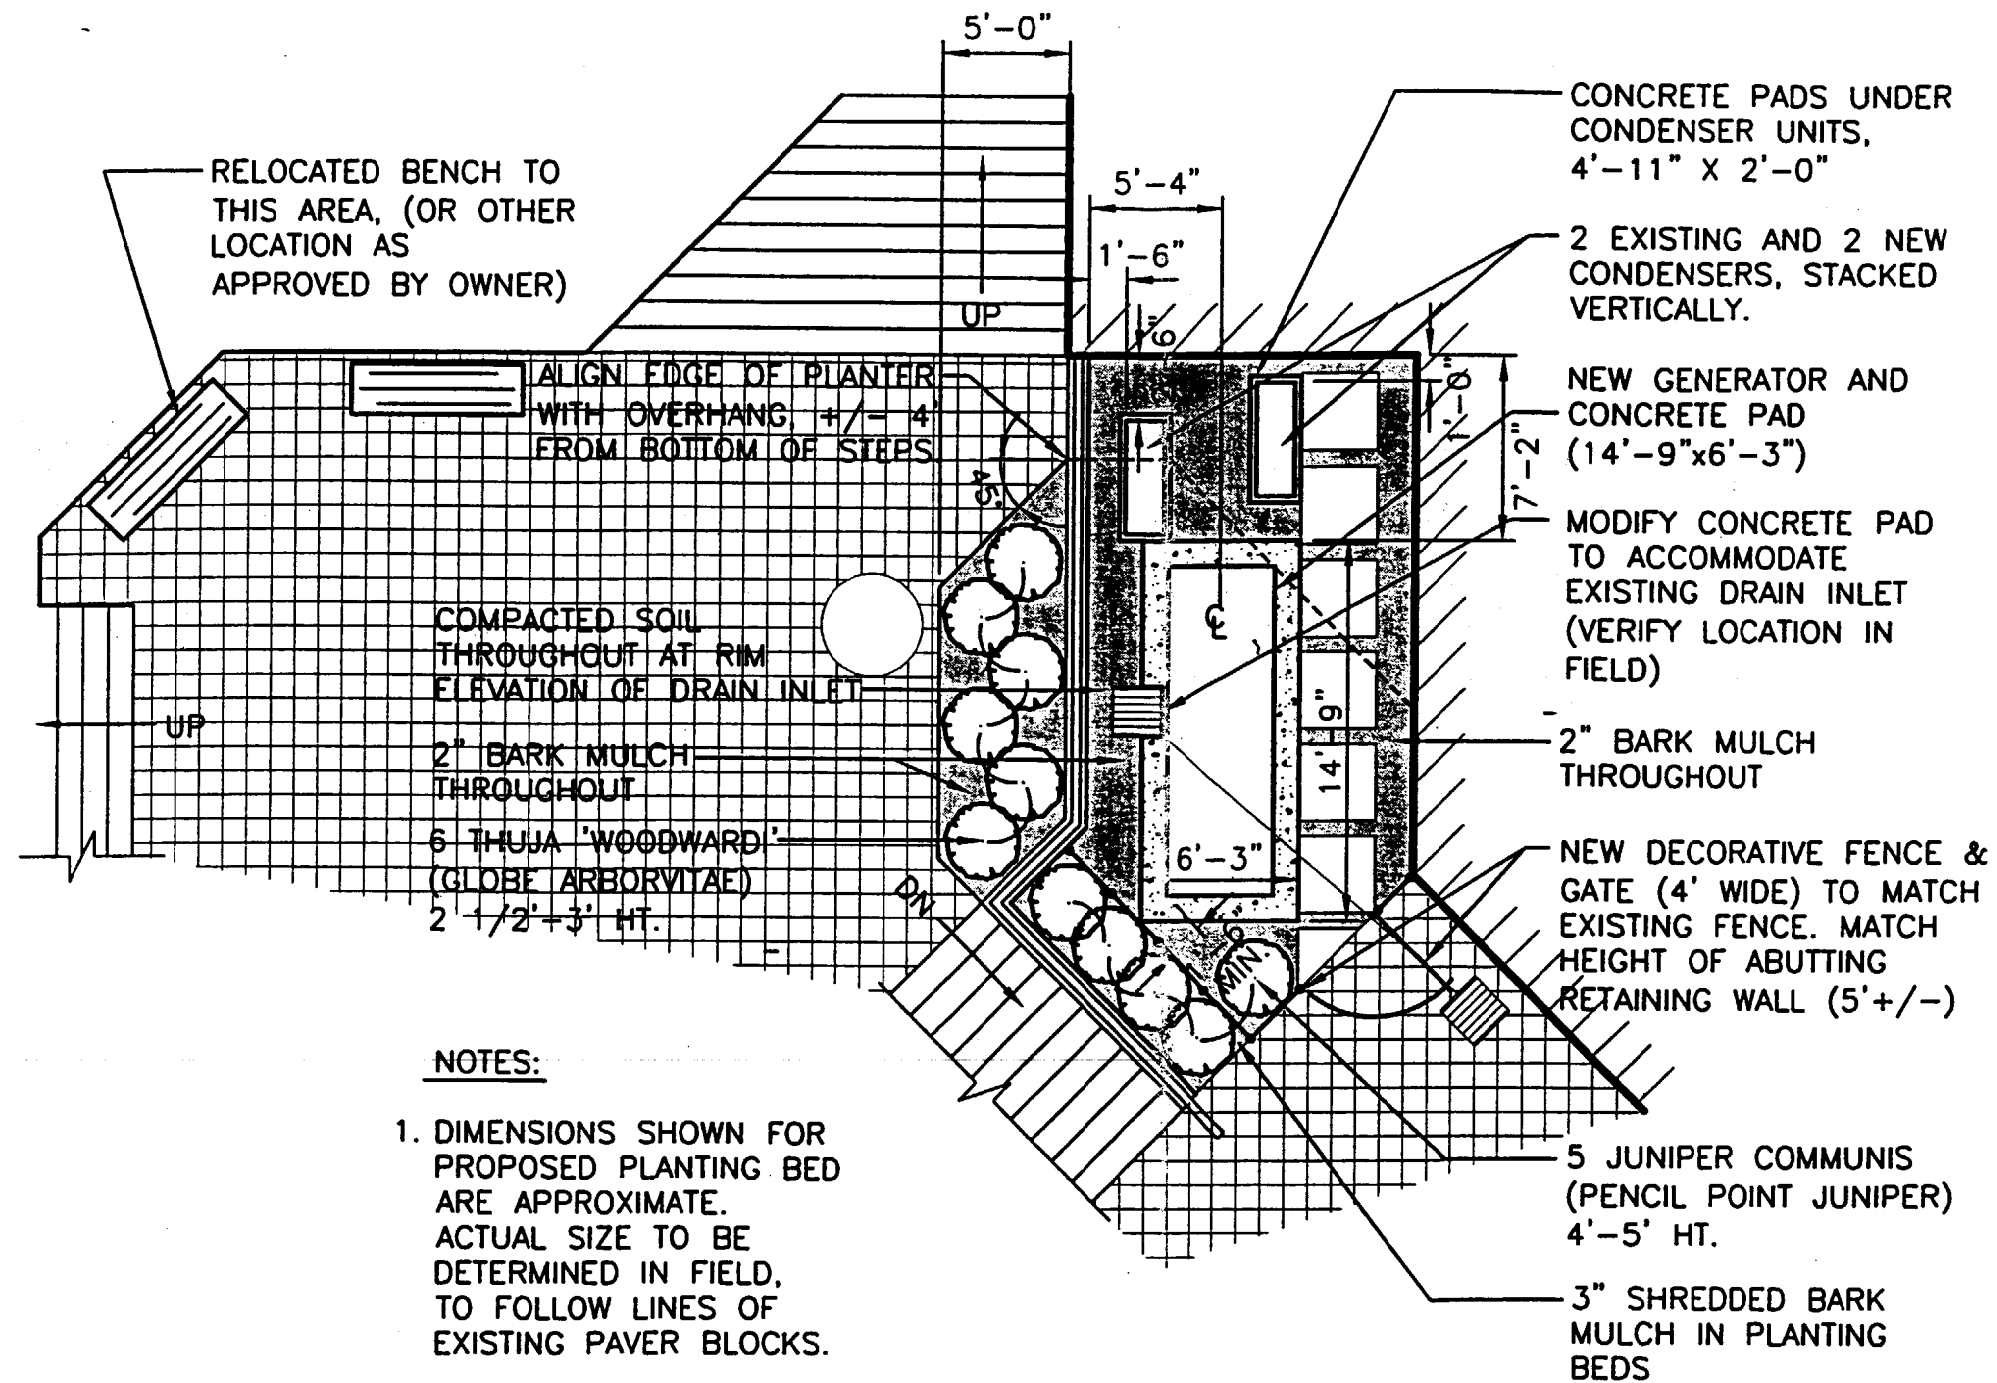 5'-0"
CONCRETE PADS UNDER
CONDENSER UNITS,
4'-11" X 2'-0"
RELOCATED BENCH TO
THIS AREA, (OR OTHER
LOCATION AS
APPROVED BY OWNER)
5'-4"
1'-6"
2 EXISTING AND 2 NEW
CONDENSERS, STACKED
VERTICALLY.
UP
6"
1'-0"
7'-2"
ALIGN EDGE OF PLANTER
WITH OVERHANG, +/- 4'
FROM BOTTOM OF STEPS
45°
NEW GENERATOR AND
CONCRETE PAD
(14'-9"x6'-3")
MODIFY CONCRETE PAD
TO ACCOMMODATE
EXISTING DRAIN INLET
(VERIFY LOCATION IN
FIELD)
COMPACTED SOIL
THROUGHOUT AT RIM
ELEVATION OF DRAIN INLET
CL
UP
14'-9"
2" BARK MULCH
THROUGHOUT
2" BARK MULCH
THROUGHOUT
6 THUJA 'WOODWARDI'
(GLOBE ARBORVITAE)
2 1/2'-3' HT.
DN
6'-3"
6"
MIN.
NEW DECORATIVE FENCE &
GATE (4' WIDE) TO MATCH
EXISTING FENCE. MATCH
HEIGHT OF ABUTTING
RETAINING WALL (5'+/-)
NOTES:
1. DIMENSIONS SHOWN FOR
PROPOSED PLANTING BED
ARE APPROXIMATE.
ACTUAL SIZE TO BE
DETERMINED IN FIELD,
TO FOLLOW LINES OF
EXISTING PAVER BLOCKS.
5 JUNIPER COMMUNIS
(PENCIL POINT JUNIPER)
4'-5' HT.
3" SHREDDED BARK
MULCH IN PLANTING
BEDS